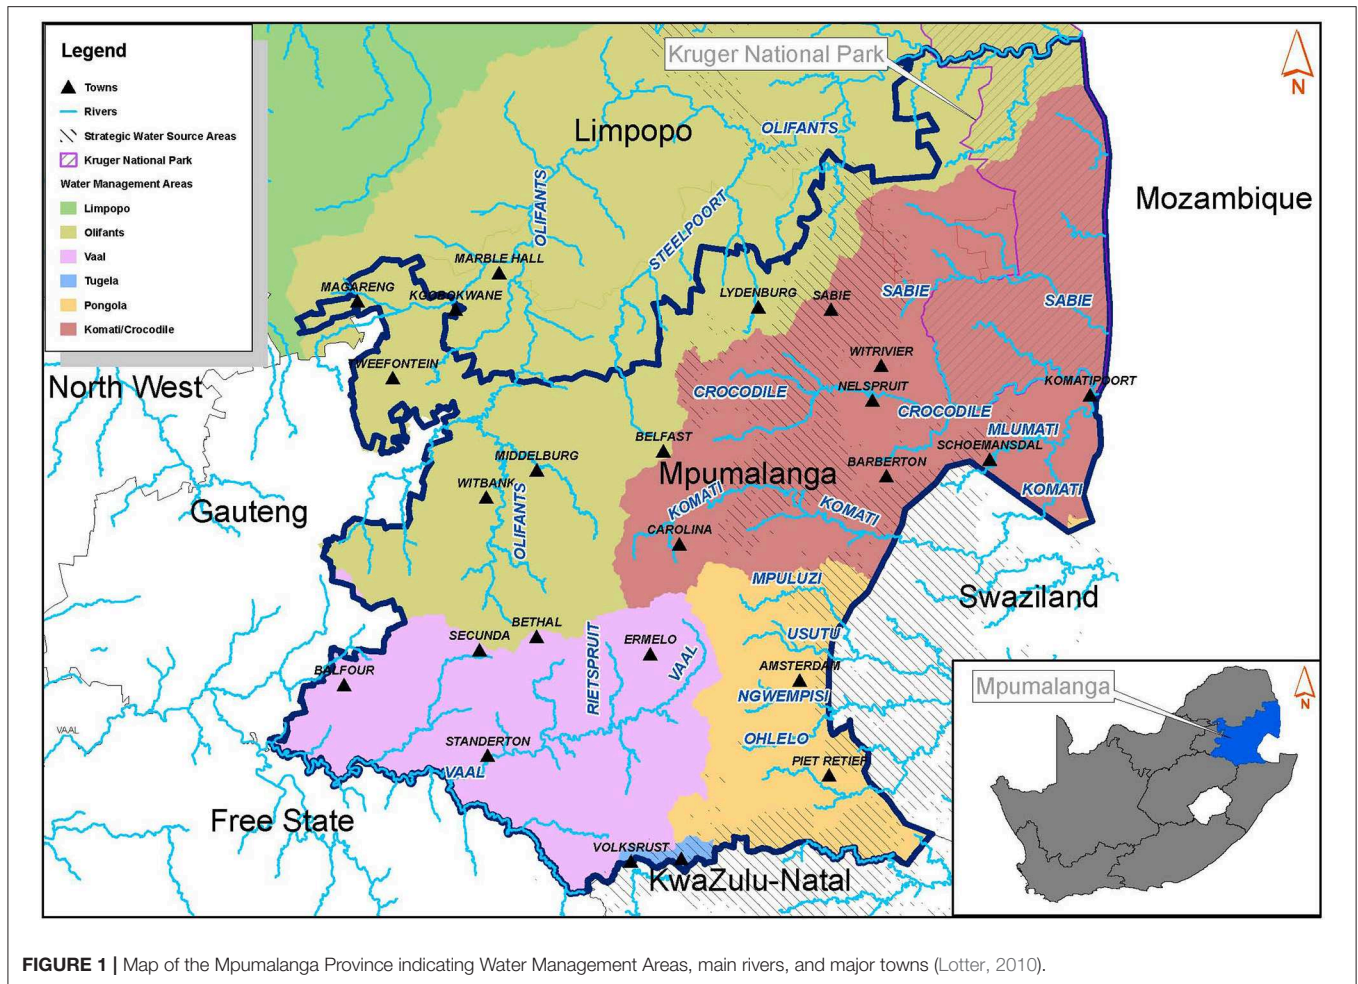 Legend
Towns
Rivers
Strategic Water Source Areas
Kruger National Park
Water Management Areas
Limpopo
Olifants
Vaal
Tugela
Pongola
Komati/Crocodile
Kruger National Park
N
Limpopo
OLIFANTS
Mozambique
OLIFANTS
STEELPOORT
MARBLE HALL
MAGARENG
KGOBOKWANE
LYDENBURG
SABIE
SABIE
SABIE
TWEEFONTEIN
WITRIVIER
North West
CROCODILE
NELSPRUIT
KOMATIPOORT
CROCODILE
MLUMATI
BELFAST
SCHOEMANSDAL
MIDDELBURG
Mpumalanga
BARBERTON
WITBANK
KOMATI
KOMATI
Gauteng
OLIFANTS
KOMATI
CAROLINA
MPULUZI
Swaziland
BETHAL
SECUNDA
RIETSPRUIT
ERMELO
VAAL
USUTU
BALFOUR
AMSTERDAM
NGWEMPISI
VAAL
STANDERTON
OHLELO
VAAL
PIET RETIEF
Free State
VOLKSRUST
KwaZulu-Natal
Mpumalanga
N
FIGURE 1 | Map of the Mpumalanga Province indicating Water Management Areas, main rivers, and major towns (Lotter, 2010).